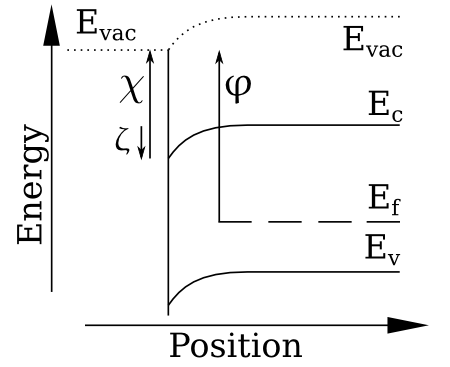 E_vac
E_vac
χ
φ
E_c
ζ
Energy
E_f
E_v
Position